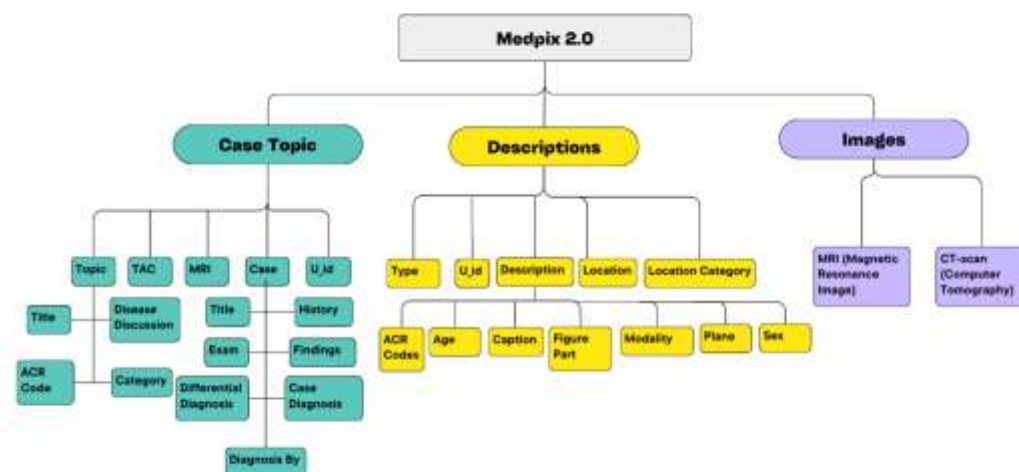 Medpix 2.0
Case Topic
Descriptions
Images
Topic
TAC
MRI
Case
U_id
Type
U_id
Description
Location
Location Category
MRI (Magnetic
Resonance
Image)
CT-scan
(Computer
Tomography)
Title
Disease
Discussion
ACR
Code
Category
Title
History
Exam
Findings
Differential
Diagnosis
Case
Diagnosis
Diagnosis By
ACR
Codes
Age
Caption
Figure
Part
Modality
Plane
Sex